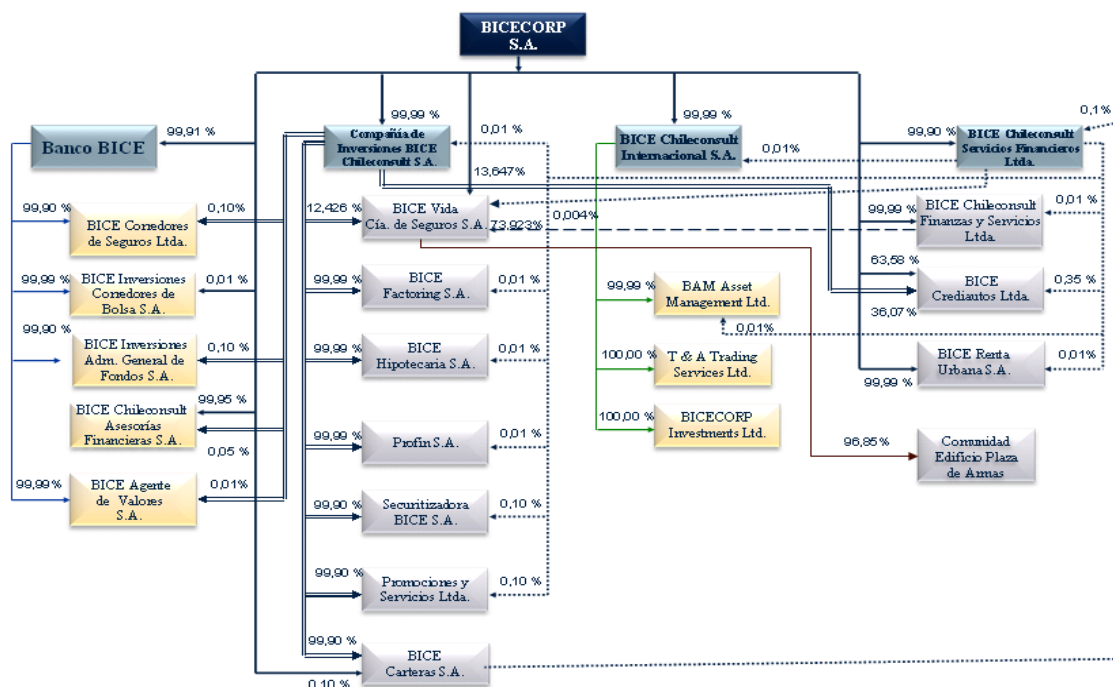 BICECORP
S.A.
0,1%
99,91 %
99,99 %
0,01 %
99,99 %
99,90 %
Banco BICE
Compañía de
Inversiones BICE
Chileconsult S.A.
BICE Chileconsult
Internacional S.A.
0,01%
BICE Chileconsult
Servicios Financieros
Ltda.
13,647%
99,90 %
BICE Corredores
de Seguros Ltda.
0,10%
12,426 %
BICE Vida
Cía. de Seguros S.A.
73,923%
0,004%
99,99 %
BICE Chileconsult
Finanzas y Servicios
Ltda.
0,01 %
99,99 %
BICE Inversiones
Corredores de
Bolsa S.A.
0,01 %
99,99 %
BICE
Factoring S.A.
0,01 %
99,99 %
BAM Asset
Management Ltd.
0,01%
63,58 %
BICE
Crediautos Ltda.
0,35 %
36,07 %
99,90 %
BICE Inversiones
Adm. General de
Fondos S.A.
0,10 %
99,99 %
BICE
Hipotecaria S.A.
0,01 %
100,00 %
T & A Trading
Services Ltd.
BICE Renta
Urbana S.A.
0,01%
99,99 %
BICE Chileconsult
Asesorías
Financieras S.A.
99,95 %
0,05 %
99,99 %
Profin S.A.
0,01 %
100,00 %
BICECORP
Investments Ltd.
96,85%
Comunidad
Edificio Plaza
de Armas
99,99%
BICE Agente
de Valores
S.A.
0,01%
99,90 %
Securitizadora
BICE S.A.
0,10 %
99,90 %
Promociones y
Servicios Ltda.
0,10 %
99,90 %
BICE
Carteras S.A.
0,10 %